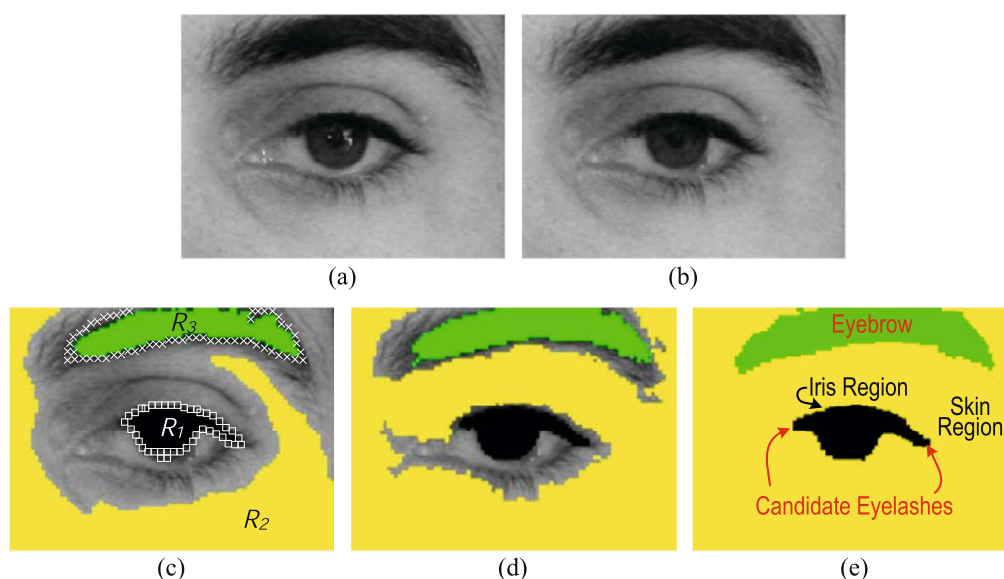 (a)
(b)
R3
R1
R2
Eyebrow
Iris Region
Skin
Region
Candidate Eyelashes
(c)
(d)
(e)